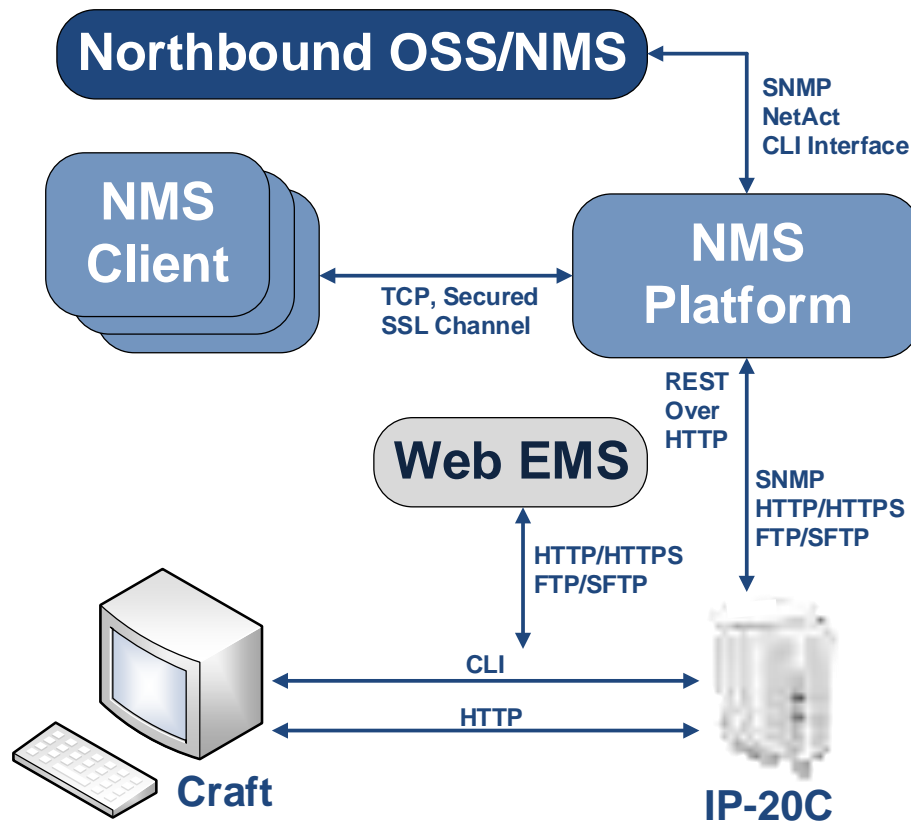 Northbound OSS/NMS
SNMP
NetAct
CLI Interface
NMS
Client
NMS
Platform
TCP, Secured
SSL Channel
REST
Over
HTTP
Web EMS
SNMP
HTTP/HTTPS
FTP/SFTP
HTTP/HTTPS
FTP/SFTP
CLI
HTTP
Craft
IP-20C